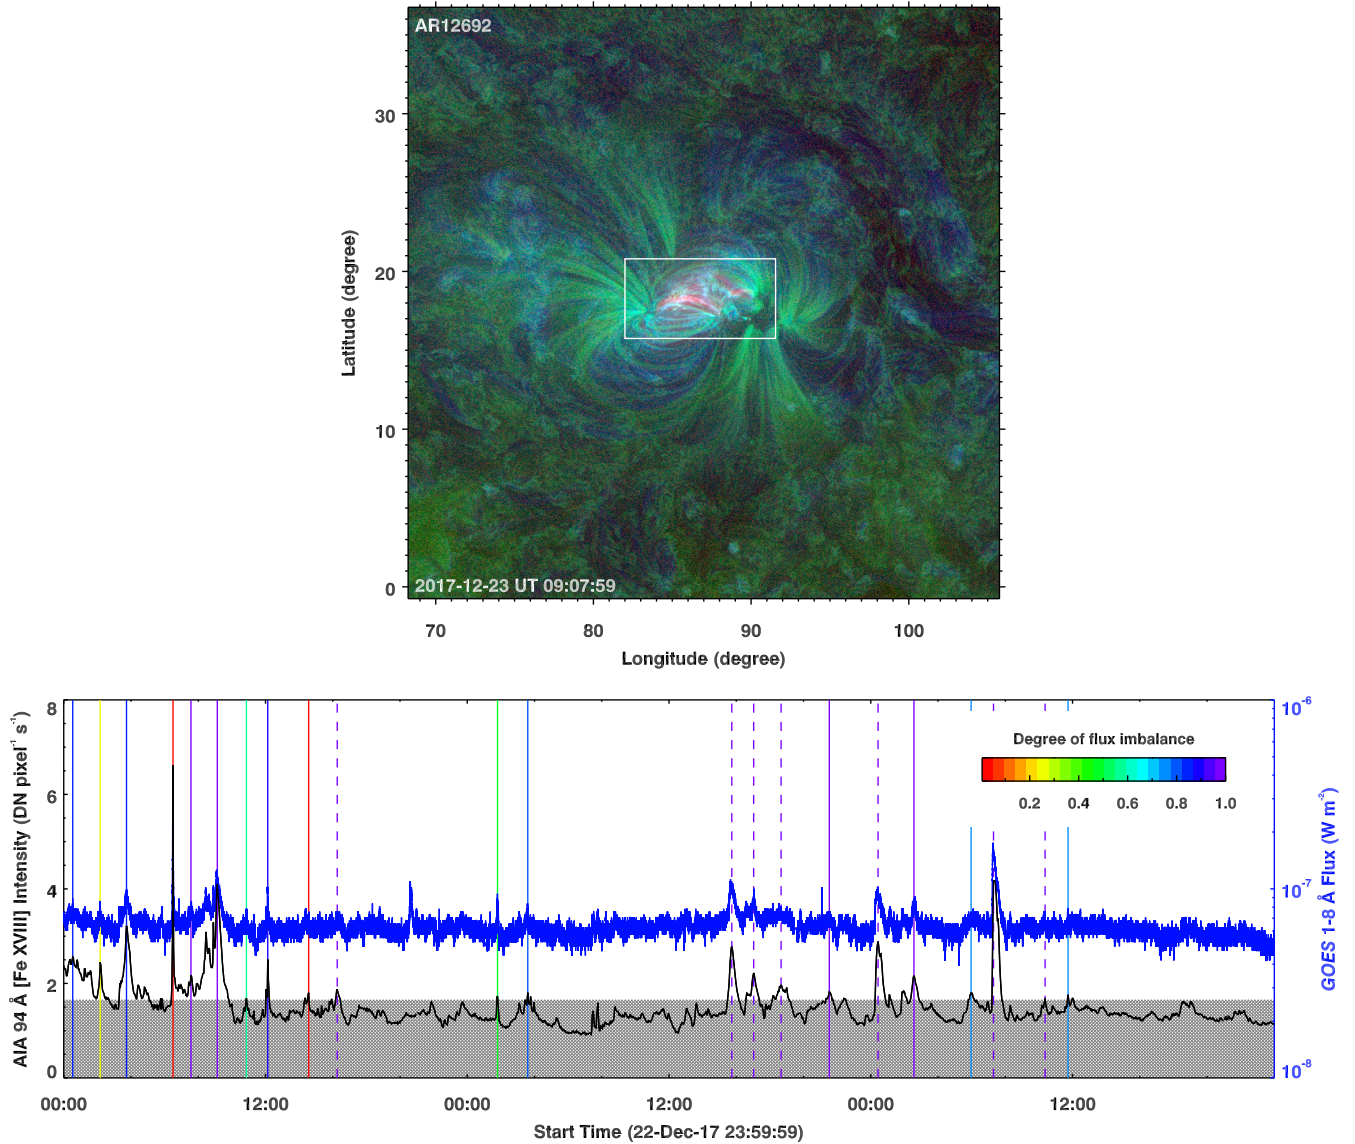 AR12692
30
20
10
0
Latitude (degree)
2017-12-23 UT 09:07:59
70 80 90 100
Longitude (degree)
8
6
4
2
0
AIA 94 Å [Fe XVIII] Intensity (DN pixel⁻¹ s⁻¹)
Degree of flux imbalance
0.2 0.4 0.6 0.8 1.0
10⁻⁶
10⁻⁷
10⁻⁸
GOES 1-8 Å Flux (W m⁻²)
00:00 12:00 00:00 12:00 00:00 12:00
Start Time (22-Dec-17 23:59:59)